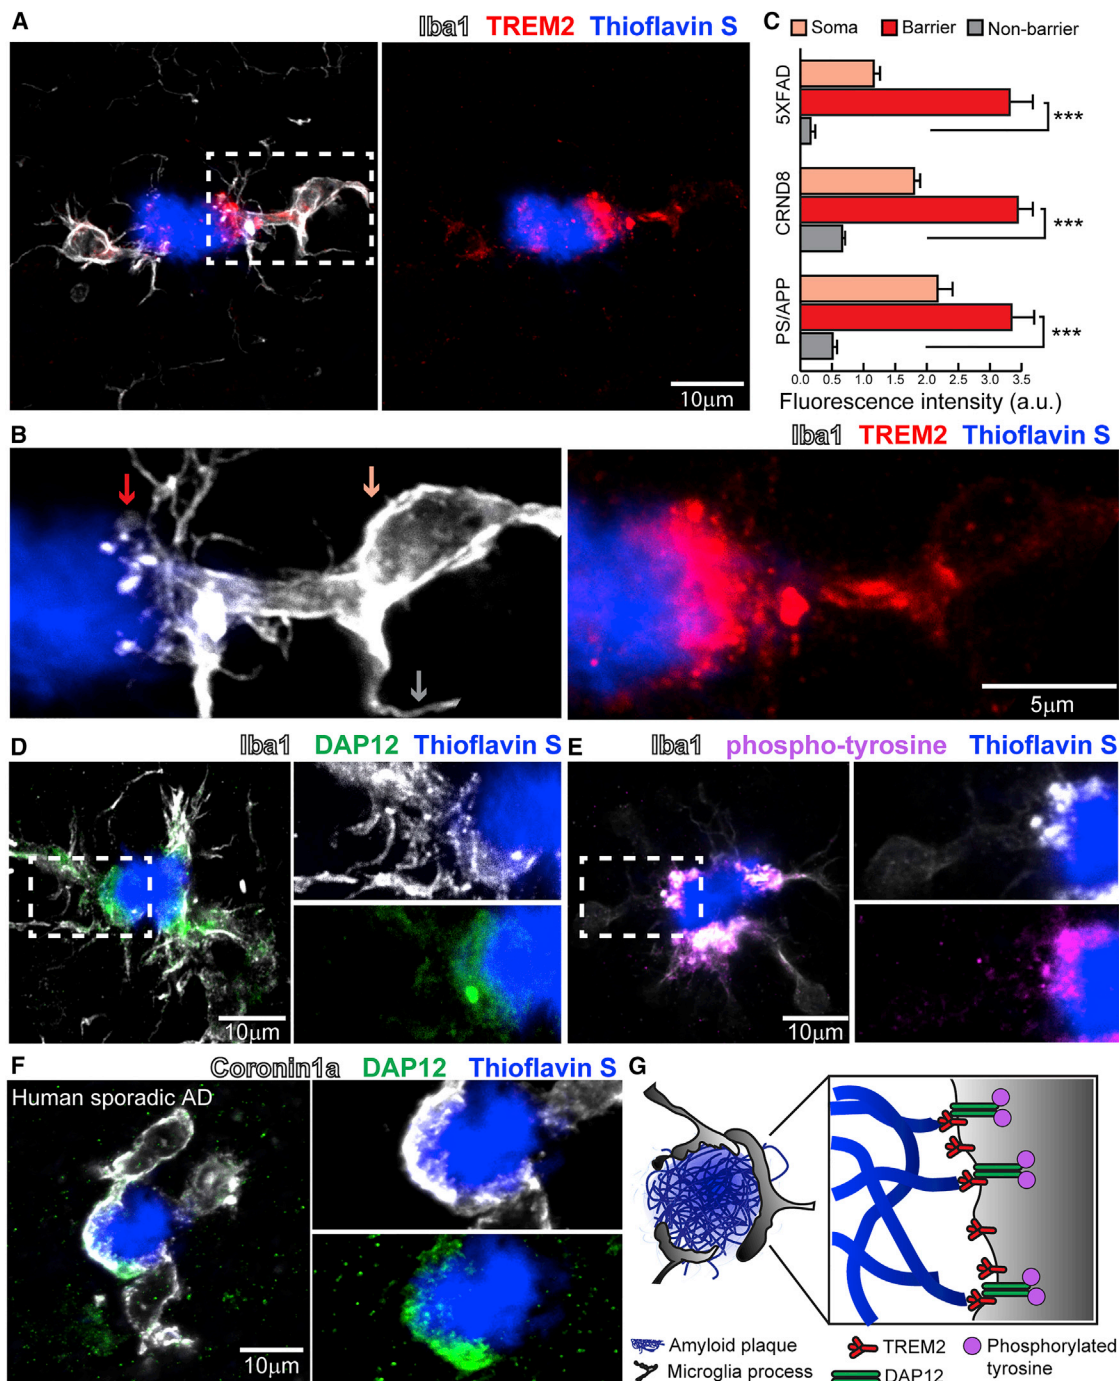 A
Iba1 TREM2 Thioflavin S
10μm
C
Soma Barrier Non-barrier
5XFAD
***
CRND8
***
PS/APP
***
0.0 0.5 1.0 1.5 2.0 2.5 3.0 3.5
Fluorescence intensity (a.u.)
B
Iba1 TREM2 Thioflavin S
5μm
D
Iba1 DAP12 Thioflavin S
10μm
E
Iba1 phospho-tyrosine Thioflavin S
10μm
F
Coronin1a DAP12 Thioflavin S
Human sporadic AD
10μm
G
Amyloid plaque
Microglia process
TREM2
DAP12
Phosphorylated
tyrosine